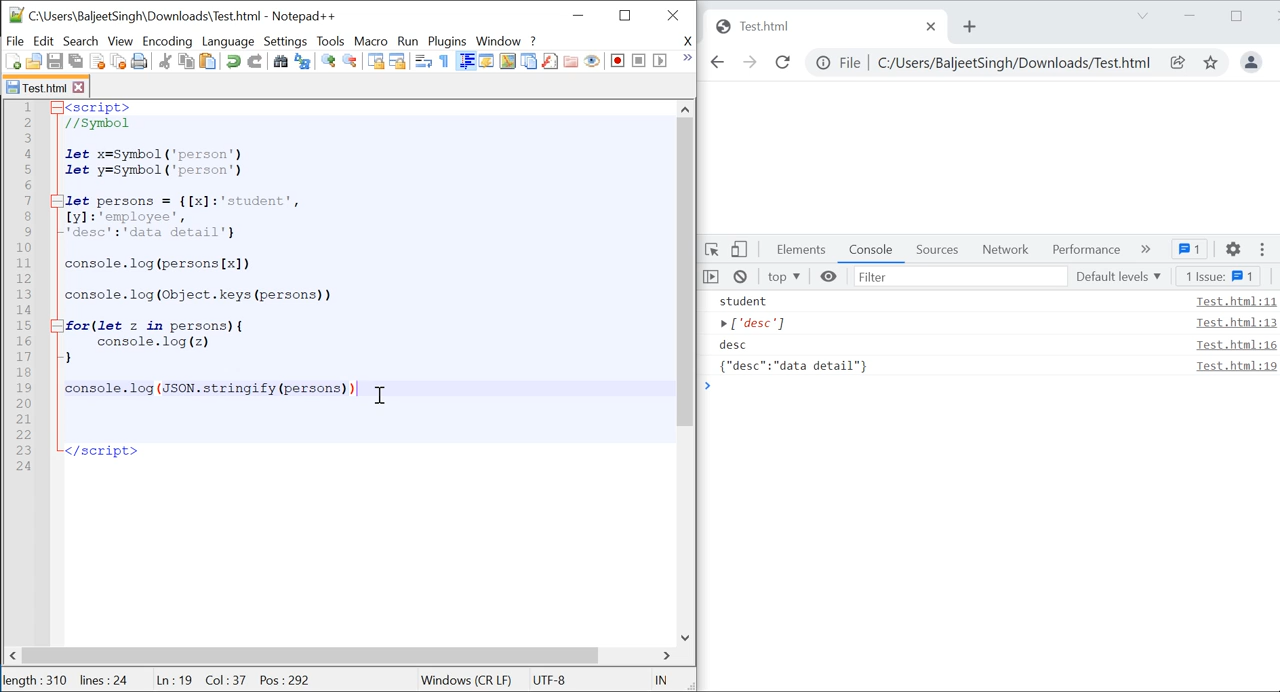 C:\Users\BaljeetSingh\Downloads\Test.html - Notepad++
File Edit Search View Encoding Language Settings Tools Macro Run Plugins Window ? X
Test.html
1 <script>
2 //Symbol
3
4 let x=Symbol('person')
5 let y=Symbol('person')
6
7 let persons = {[x]:'student',
8 [y]:'employee',
9 'desc':'data detail'}
10
11 console.log(persons[x])
12
13 console.log(Object.keys(persons))
14
15 for(let z in persons){
16 console.log(z)
17 }
18
19 console.log(JSON.stringify(persons))
20
21
22
23 </script>
24
length : 310 lines : 24 Ln : 19 Col : 37 Pos : 292 Windows (CR LF) UTF-8 IN
Test.html
File C:/Users/BaljeetSingh/Downloads/Test.html
Elements Console Sources Network Performance » 1
top ▼ Filter Default levels ▼ 1 Issue: 1
student Test.html:11
▶['desc'] Test.html:13
desc Test.html:16
{"desc":"data detail"} Test.html:19